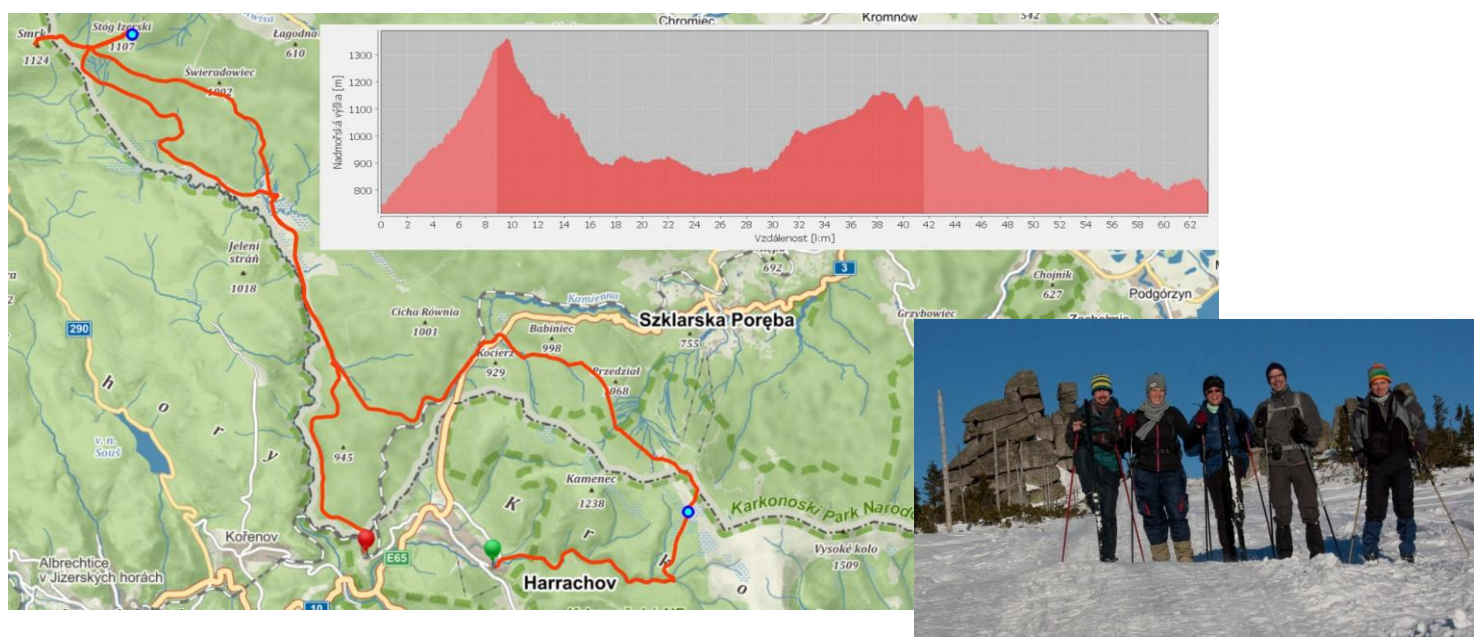 Chromiec
Kromnów
542
Smrk
1124
Stóg Izerski
1107
Łagodna
610
Świeradowiec
1002
Nadmořská výška [m]
1300
1200
1100
1000
900
800
0 2 4 6 8 10 12 14 16 18 20 22 24 26 28 30 32 34 36 38 40 42 44 46 48 50 52 54 56 58 60 62
Vzdálenost [km]
Jelení
stráň
1018
692
3
Chojnik
627
Podgórzyn
Kamienna
Cicha Równia
1001
Babiniec
998
Szklarska Poręba
755
Grzybowiec
290
Kocierz
929
Przedział
1068
h o r y
v. n.
Souš
945
Kamenec
1238
Karkonoski Park Narodo
K r k o
Kořenov
E65
Vysoké kolo
1509
Albrechtice
v Jizerských horách
Harrachov
10